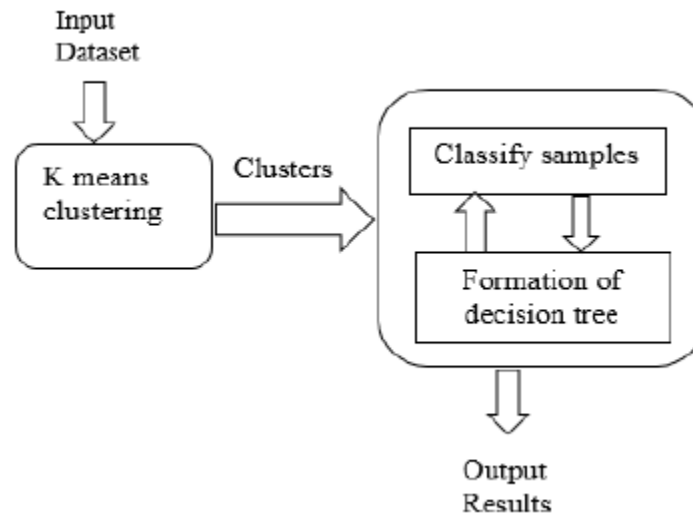 Input
Dataset
K means
clustering
Clusters
Classify samples
Formation of
decision tree
Output
Results